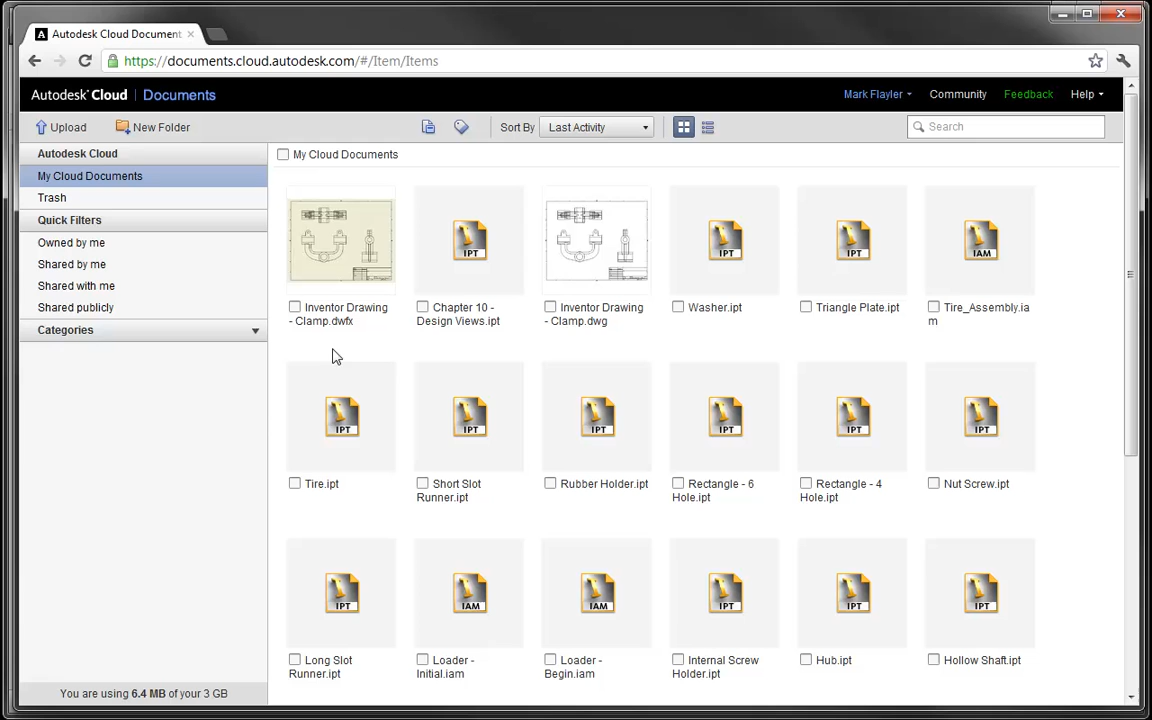 A Autodesk Cloud Document ×
https://documents.cloud.autodesk.com/#/Item/Items
Autodesk® Cloud | Documents
Mark Flayler Community Feedback Help
Upload New Folder Sort By Last Activity Search
Autodesk Cloud
My Cloud Documents
Trash
Quick Filters
Owned by me
Shared by me
Shared with me
Shared publicly
Categories
You are using 6.4 MB of your 3 GB
My Cloud Documents
IPT IPT IPT IAM
Inventor Drawing
- Clamp.dwfx
Chapter 10 -
Design Views.ipt
Inventor Drawing
- Clamp.dwg
Washer.ipt
Triangle Plate.ipt
Tire_Assembly.ia
m
IPT IPT IPT IPT IPT IPT
Tire.ipt
Short Slot
Runner.ipt
Rubber Holder.ipt
Rectangle - 6
Hole.ipt
Rectangle - 4
Hole.ipt
Nut Screw.ipt
IPT IAM IAM IPT IPT IPT
Long Slot
Runner.ipt
Loader -
Initial.iam
Loader -
Begin.iam
Internal Screw
Holder.ipt
Hub.ipt
Hollow Shaft.ipt